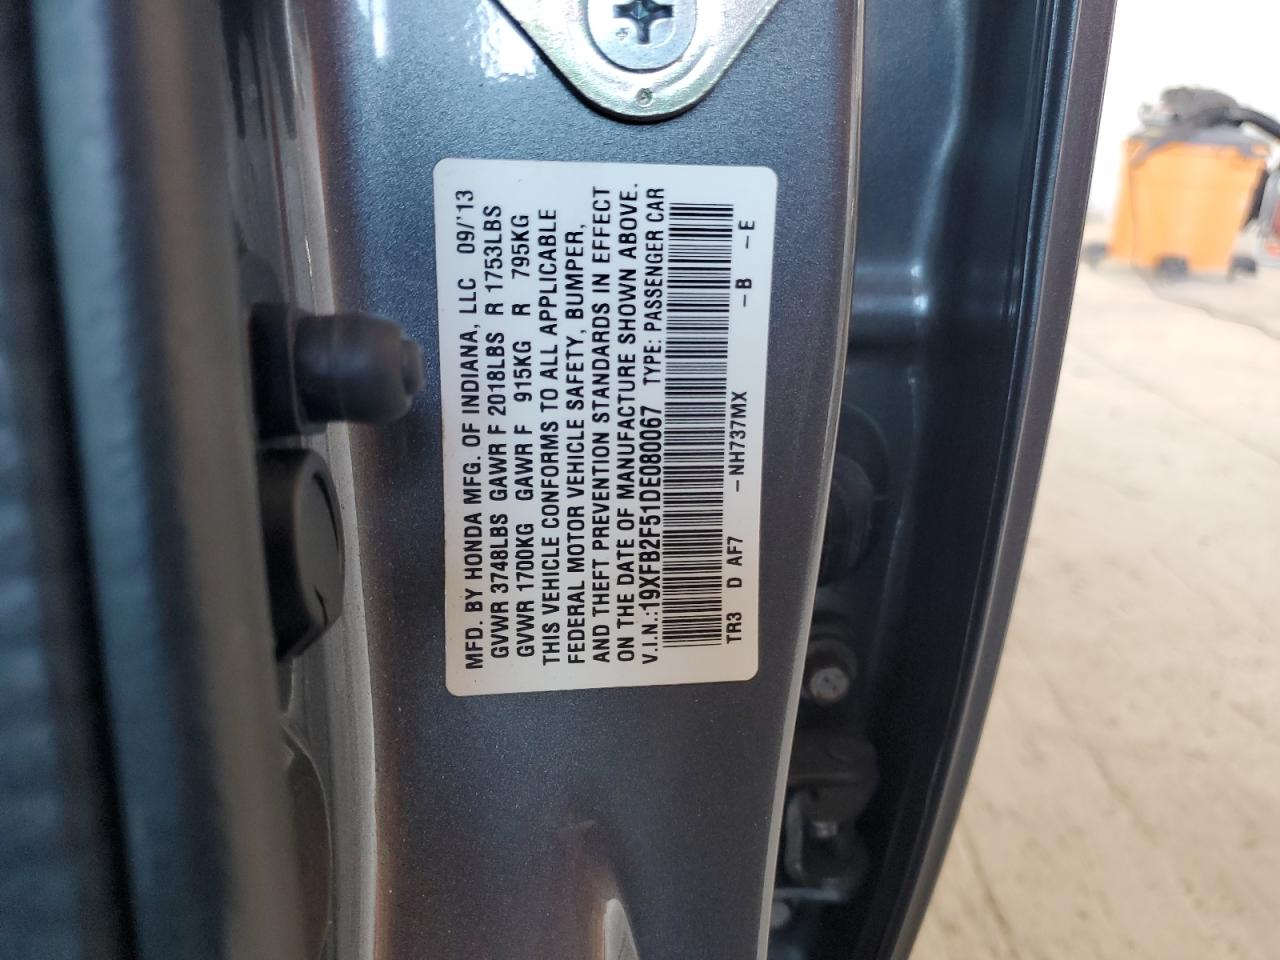 MFD. BY HONDA MFG. OF INDIANA, LLC 09/'13
GVWR 3748LBS GAWR F 2018LBS R 1753LBS
GVWR 1700KG GAWR F 915KG R 795KG
THIS VEHICLE CONFORMS TO ALL APPLICABLE
FEDERAL MOTOR VEHICLE SAFETY, BUMPER,
AND THEFT PREVENTION STANDARDS IN EFFECT
ON THE DATE OF MANUFACTURE SHOWN ABOVE.
V.I.N.:19XFB2F51DE080067 TYPE: PASSENGER CAR
TR3 D AF7 -NH737MX -B -E